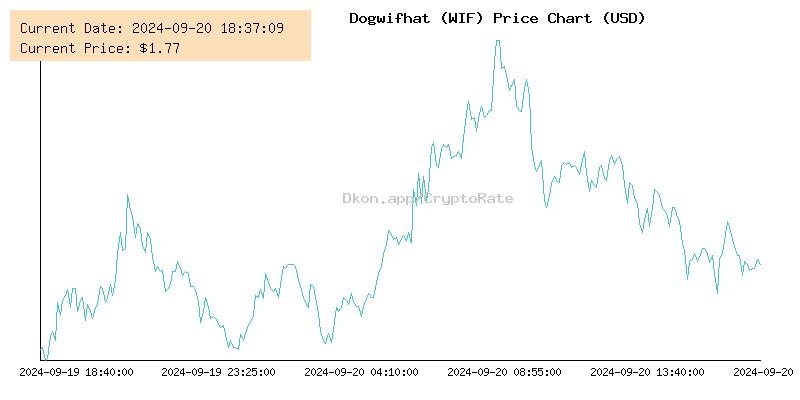 Dogwifhat (WIF) Price Chart (USD)
Current Date: 2024-09-20 18:37:09
Current Price: $1.77
Dkon.app/CryptoRate
2024-09-19 18:40:00 2024-09-19 23:25:00 2024-09-20 04:10:00 2024-09-20 08:55:00 2024-09-20 13:40:00 2024-09-20